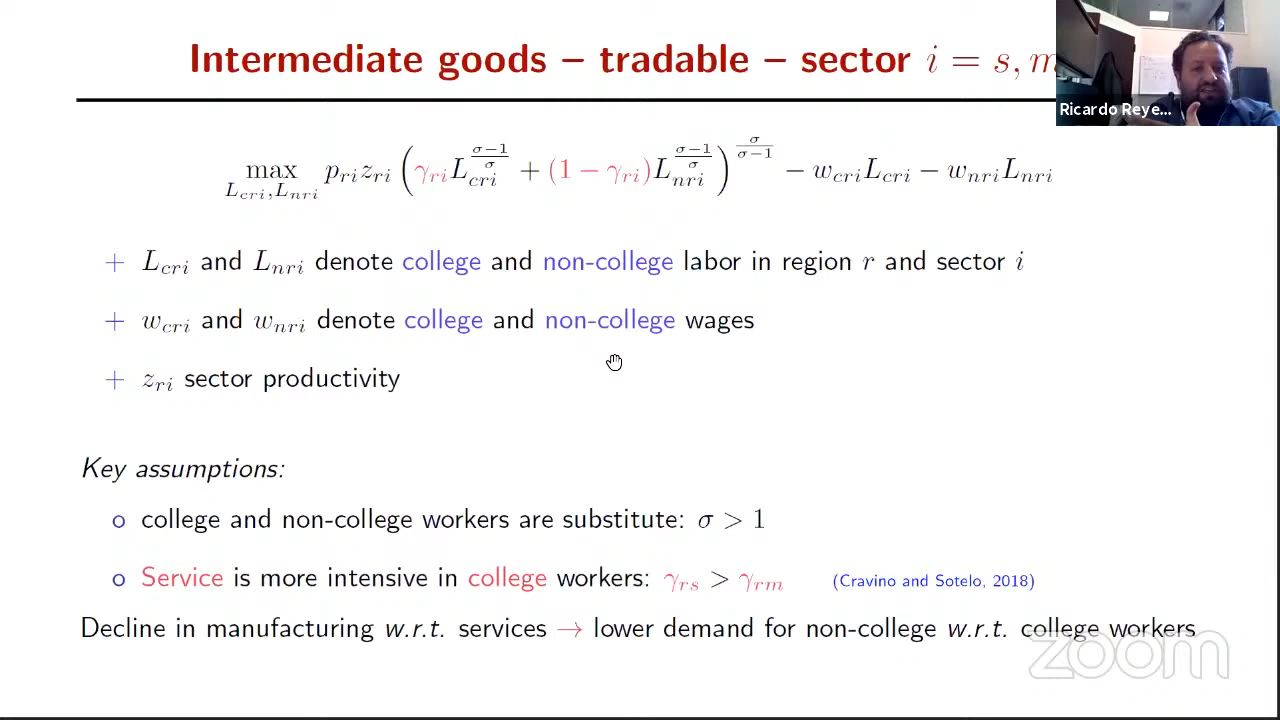 Intermediate goods – tradable – sector i = s, m
Ricardo Reye...
max_{L_{cri}, L_{nri}} p_{ri} z_{ri} ( γ_{ri} L_{cri}^{\frac{σ−1}{σ}} + (1 − γ_{ri}) L_{nri}^{\frac{σ−1}{σ}} )^{\frac{σ}{σ−1}} − w_{cri} L_{cri} − w_{nri} L_{nri}
+ L_{cri} and L_{nri} denote college and non-college labor in region r and sector i
+ w_{cri} and w_{nri} denote college and non-college wages
+ z_{ri} sector productivity
Key assumptions:
o college and non-college workers are substitute: σ > 1
o Service is more intensive in college workers: γ_{rs} > γ_{rm} (Cravino and Sotelo, 2018)
Decline in manufacturing w.r.t. services → lower demand for non-college w.r.t. college workers
zoom